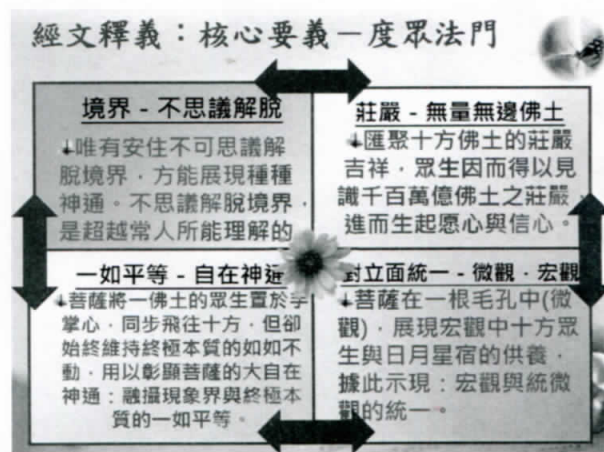 經文釋義：核心要義－度眾法門
境界 - 不思議解脫
唯有安住不可思議解
脫境界，方能展現種種
神通。不思議解脫境界，
是超越常人所能理解的
莊嚴 - 無量無邊佛土
匯聚十方佛土的莊嚴
吉祥，眾生因而得以見
識千百萬億佛土之莊嚴，
進而生起愿心與信心。
一如平等 - 自在神通
菩薩將一佛土的眾生置於手
掌心，同步飛往十方，但卻
始終維持終極本質的如如不
動，用以彰顯菩薩的大自在
神通：融攝現象界與終極本
質的一如平等。
對立面統一 - 微觀．宏觀
菩薩在一根毛孔中(微
觀)，展現宏觀中十方眾
生與日月星宿的供養，
據此示現：宏觀與統微
觀的統一。